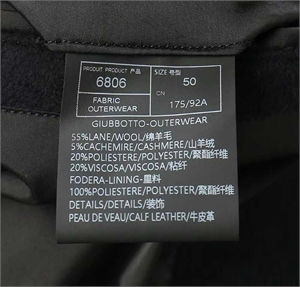 PRODUIT PRODUCT 产品
SIZE 号型
6806
50
FABRIC
OUTERWEAR
CN
175/92A
GIUBBOTTO-OUTERWEAR
55%LANE/WOOL/绵羊毛
5%CACHEMIRE/CASHMERE/山羊绒
20%POLIESTERE/POLYESTER/聚酯纤维
20%VISCOSA/VISCOSA/粘纤
FODERA-LINING-里料
100%POLIESTERE/POLYESTER/聚酯纤维
DETAILS/DETAILS/装饰
PEAU DE VEAU/CALF LEATHER/牛皮革